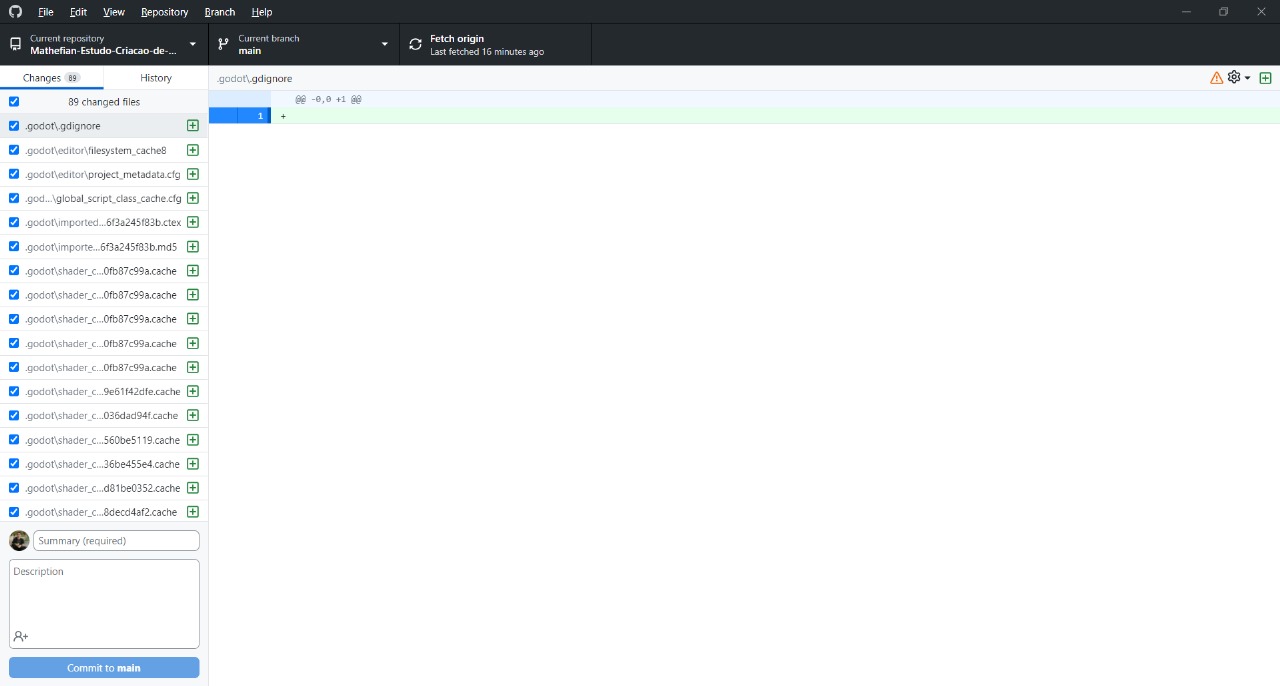 File Edit View Repository Branch Help
Current repository
Mathefian-Estudo-Criacao-de-...
Current branch
main
Fetch origin
Last fetched 16 minutes ago
Changes 89 History
.godot\.gdignore
89 changed files
@@ -0,0 +1 @@
1 +
.godot\.gdignore
.godot\editor\filesystem_cache8
.godot\editor\project_metadata.cfg
.god...\global_script_class_cache.cfg
.godot\imported...6f3a245f83b.ctex
.godot\importe...6f3a245f83b.md5
.godot\shader_c...0fb87c99a.cache
.godot\shader_c...0fb87c99a.cache
.godot\shader_c...0fb87c99a.cache
.godot\shader_c...0fb87c99a.cache
.godot\shader_c...0fb87c99a.cache
.godot\shader_c...9e61f42dfe.cache
.godot\shader_c...036dad94f.cache
.godot\shader_c...560be5119.cache
.godot\shader_c...36be455e4.cache
.godot\shader_c...d81be0352.cache
.godot\shader_c...8decd4af2.cache
Summary (required)
Description
Commit to main